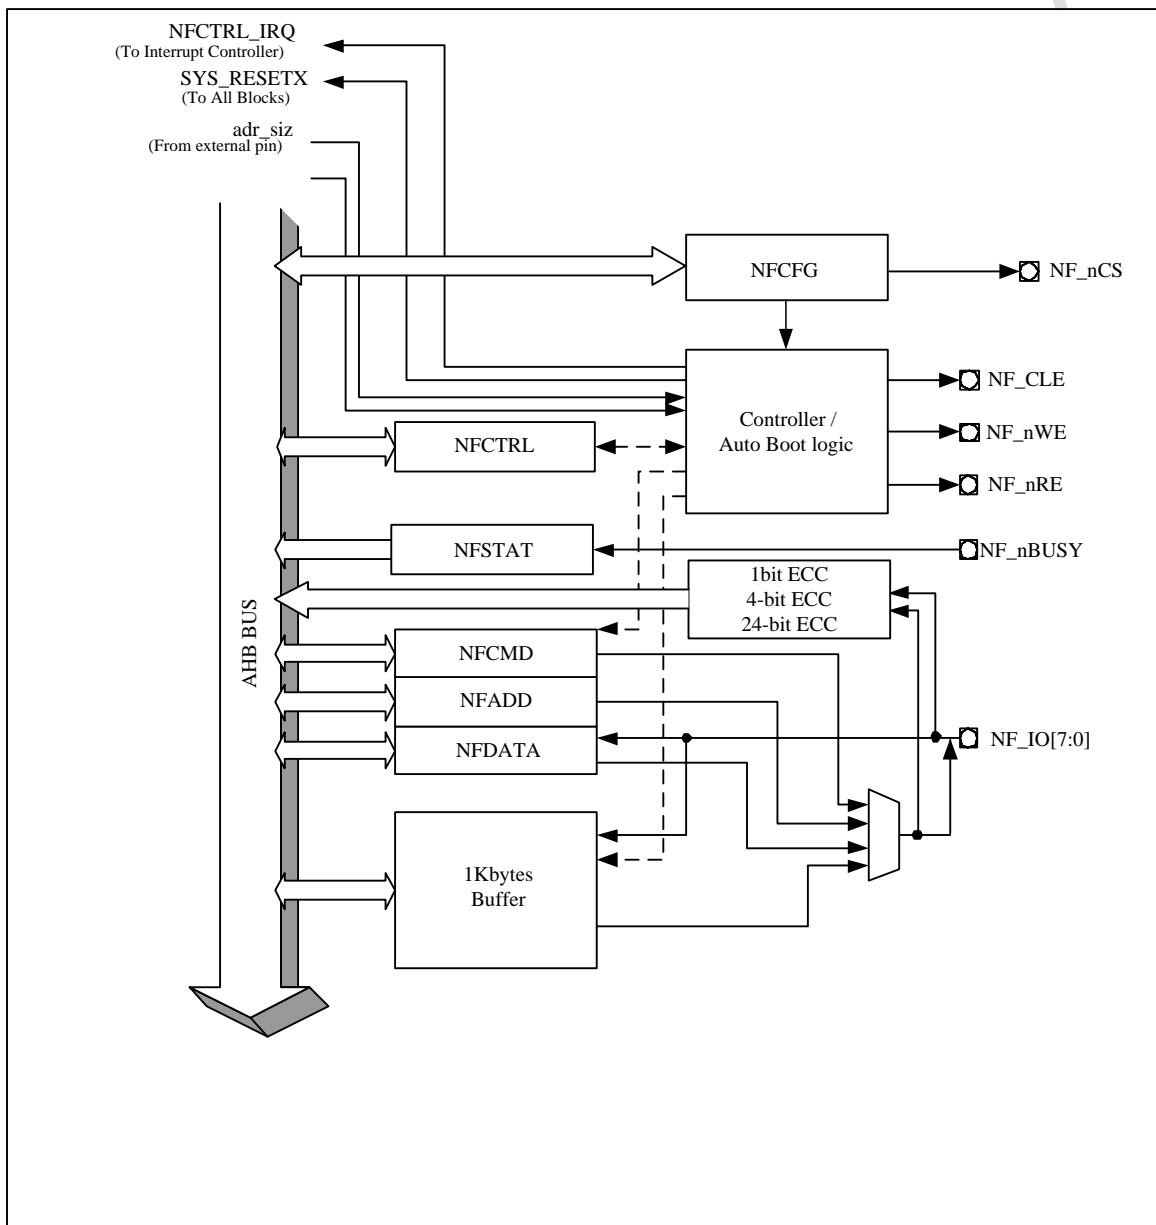 NFCTRL_IRQ
(To Interrupt Controller)
SYS_RESETX
(To All Blocks)
adr_siz
(From external pin)
NFCFG
NF_nCS
Controller /
Auto Boot logic
NF_CLE
NF_nWE
NF_nRE
NFCTRL
NFSTAT
NF_nBUSY
1bit ECC
4-bit ECC
24-bit ECC
AHB BUS
NFCMD
NFADD
NFDATA
NF_IO[7:0]
1Kbytes
Buffer